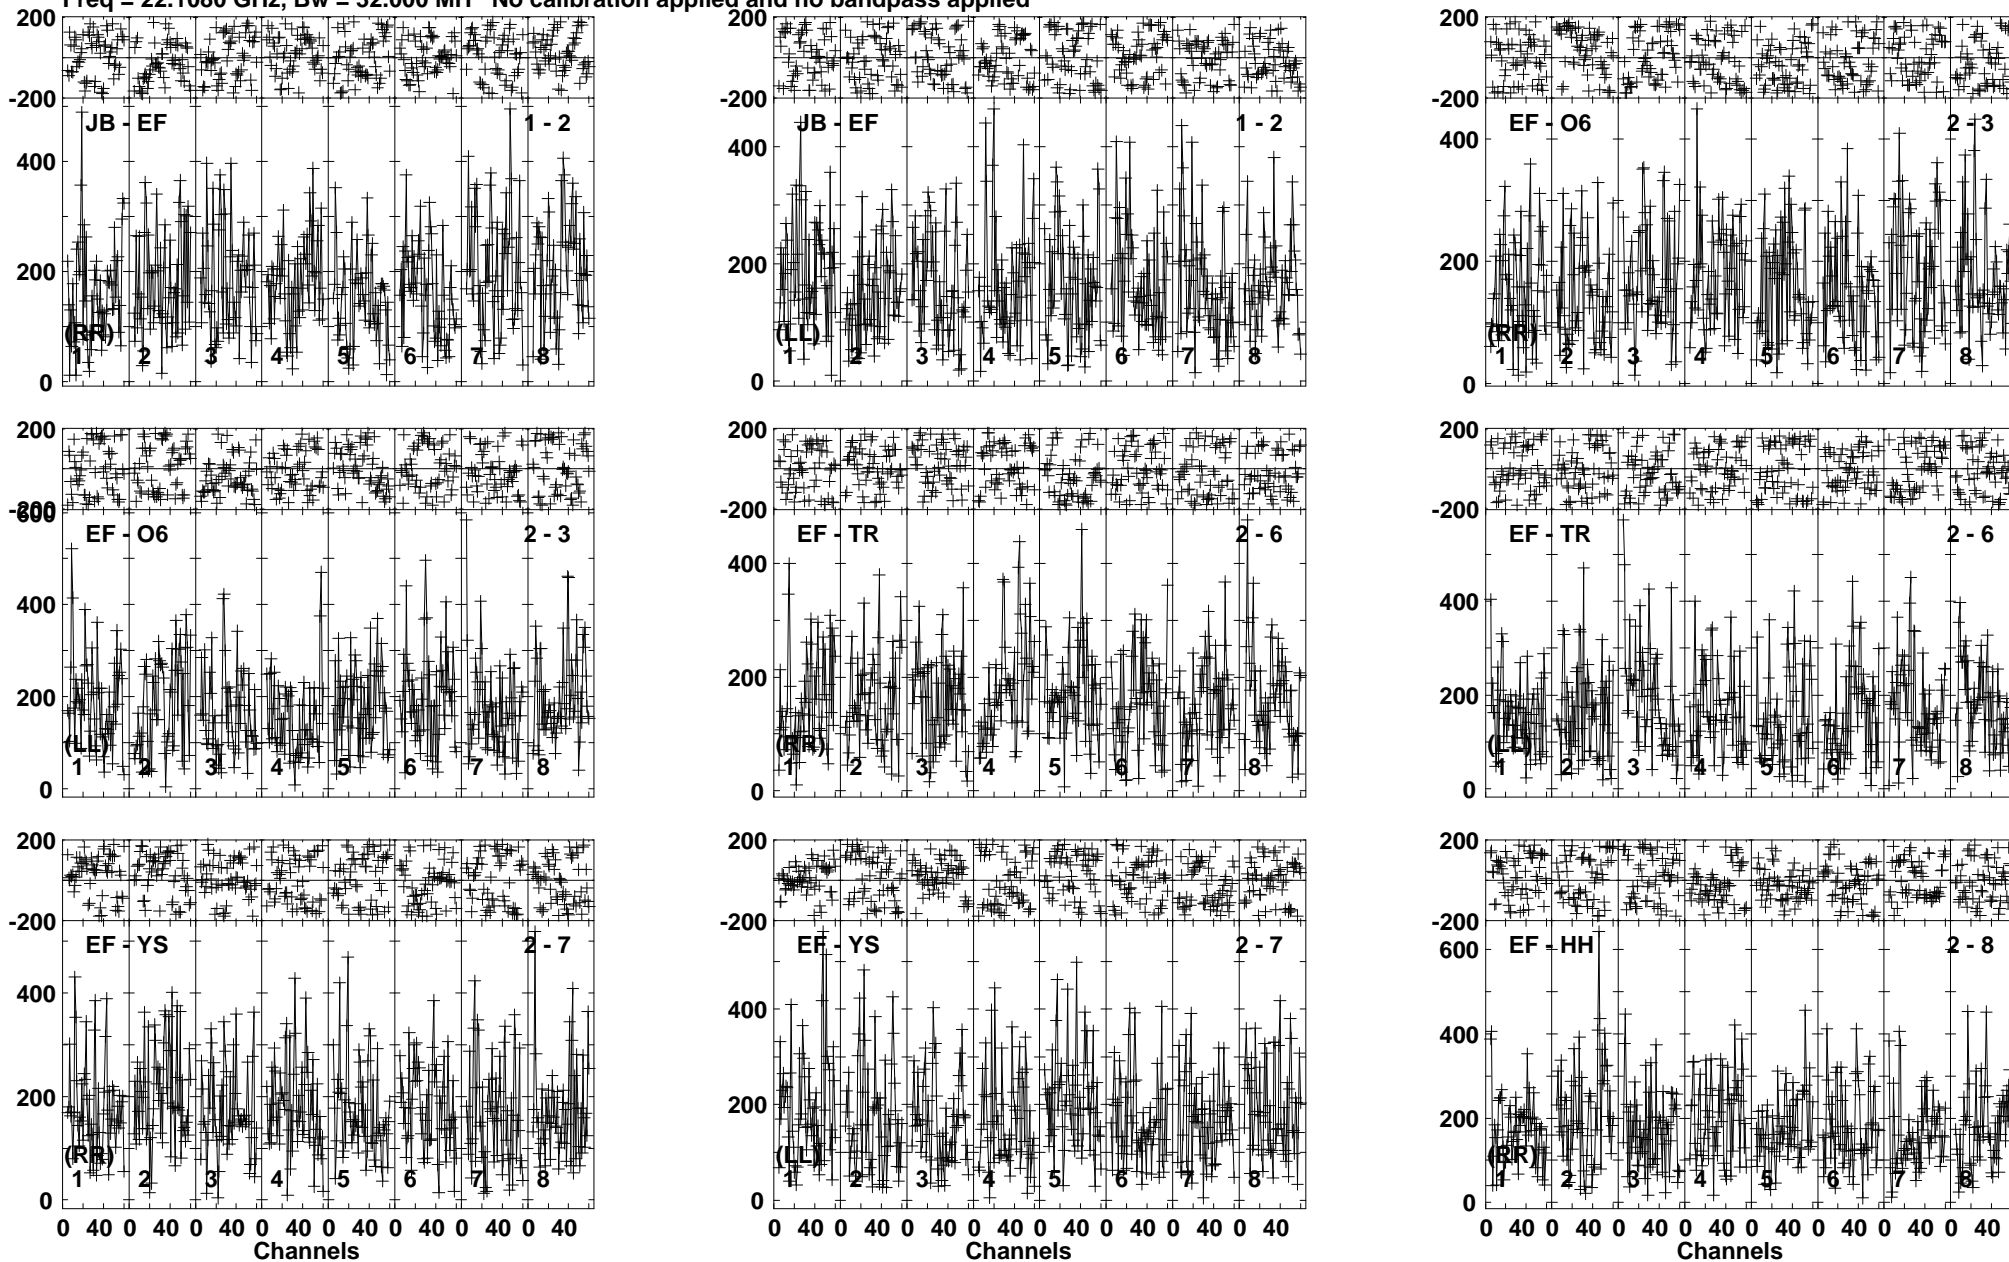 Freq = 22.1080 GHz, Bw = 32.000 MH No calibration applied and no bandpass applied
200 200 200
-200 -200 -200
JB - EF 1 - 2 JB - EF 1 - 2 EF - O6 2 - 3
400 400 400
200 200 200
(RR) (LL) (RR)
1 2 3 4 5 6 7 8 1 2 3 4 5 6 7 8 1 2 3 4 5 6 7 8
0 0 0
200 200 200
-200 -200 -200
600
EF - O6 2 - 3 EF - TR 2 - 6 EF - TR 2 - 6
400 400 400
200 200 200
(LL) (RR) (LL)
1 2 3 4 5 6 7 8 1 2 3 4 5 6 7 8 1 2 3 4 5 6 7 8
0 0 0
200 200 200
-200 -200 -200
EF - YS 2 - 7 EF - YS 2 - 7 EF - HH 2 - 8
600
400 400 400
200 200 200
(RR) (LL) (RR)
1 2 3 4 5 6 7 8 1 2 3 4 5 6 7 8 1 2 3 4 5 6 7 8
0 0 0
0 40 0 40 0 40 0 40 0 40 0 40 0 40 0 40 0 40 0 40 0 40 0 40 0 40 0 40 0 40 0 40 0 40 0 40 0 40 0 40 0 40 0 40 0 40 0 40
Channels Channels